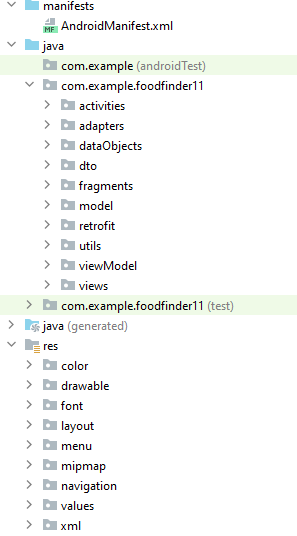 manifests
MF AndroidManifest.xml
java
com.example (androidTest)
com.example.foodfinder11
activities
adapters
dataObjects
dto
fragments
model
retrofit
utils
viewModel
views
com.example.foodfinder11 (test)
java (generated)
res
color
drawable
font
layout
menu
mipmap
navigation
values
xml